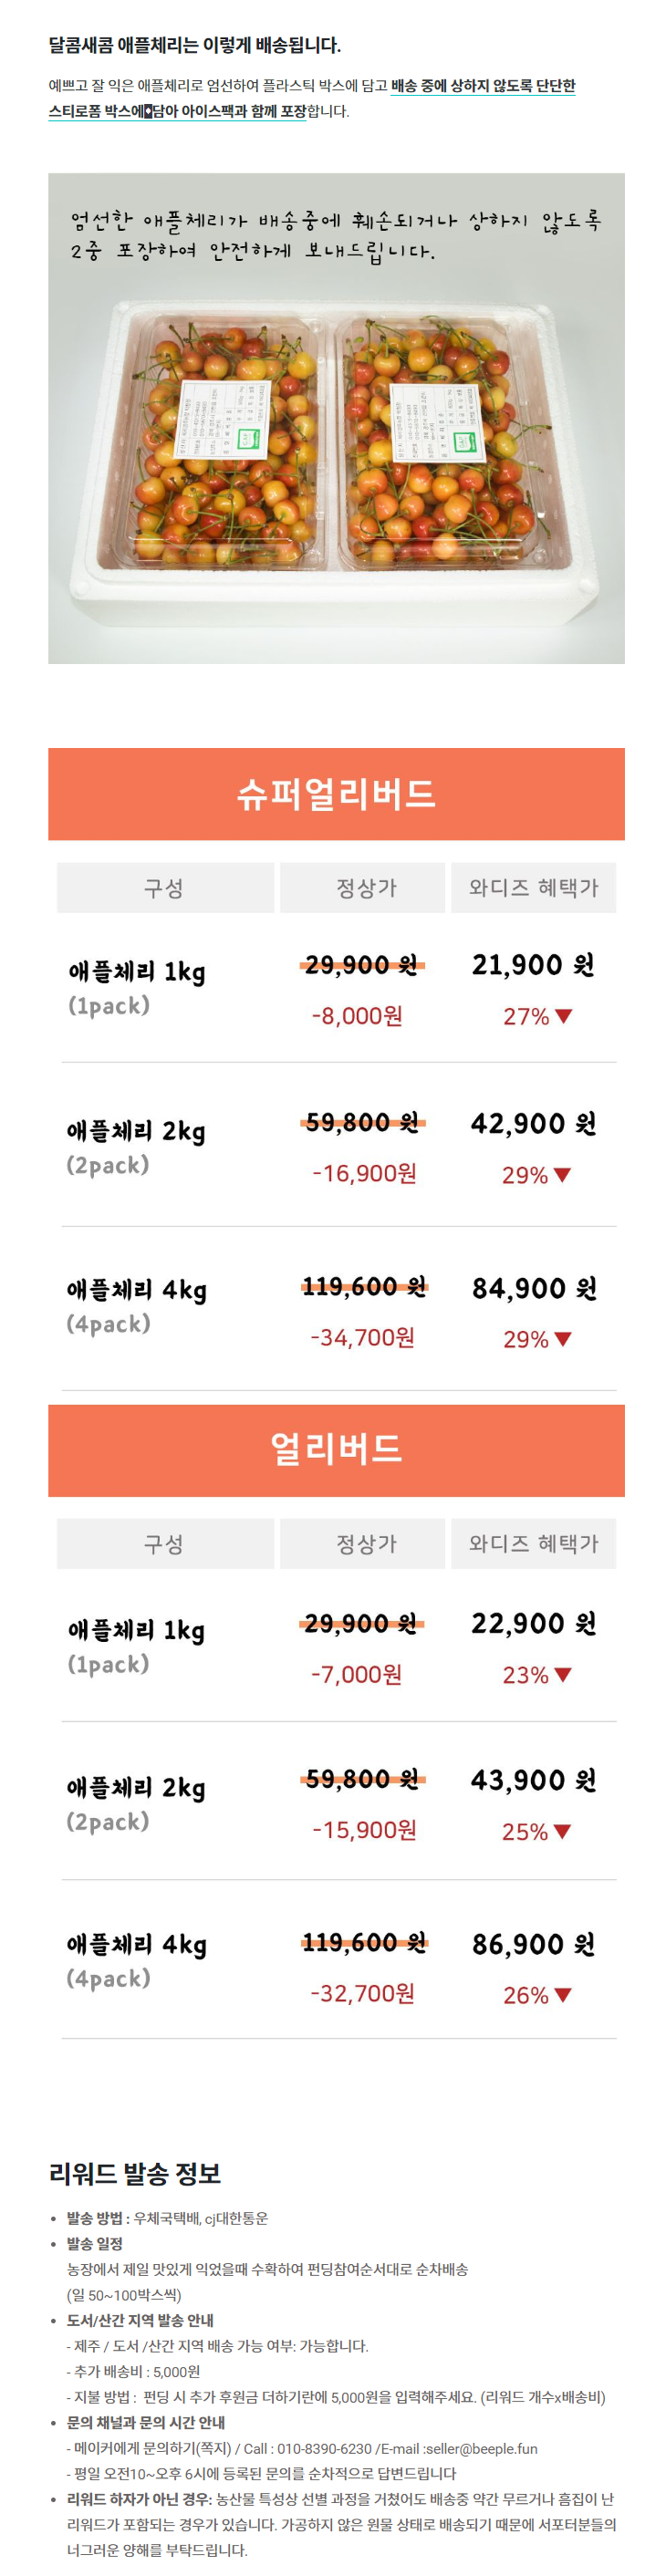 달콤새콤 애플체리는 이렇게 배송됩니다.
예쁘고 잘 익은 애플체리로 엄선하여 플라스틱 박스에 담고 배송 중에 상하지 않도록 단단한
스티로폼 박스에 담아 아이스팩과 함께 포장합니다.
엄선한 애플체리가 배송중에 훼손되거나 상하지 않도록
2중 포장하여 안전하게 보내드립니다.
슈퍼얼리버드
구성 정상가 와디즈 혜택가
애플체리 1kg 29,900 원 21,900 원
(1pack) -8,000원 27%▼
애플체리 2kg 59,800 원 42,900 원
(2pack) -16,900원 29%▼
애플체리 4kg 119,600 원 84,900 원
(4pack) -34,700원 29%▼
얼리버드
구성 정상가 와디즈 혜택가
애플체리 1kg 29,900 원 22,900 원
(1pack) -7,000원 23%▼
애플체리 2kg 59,800 원 43,900 원
(2pack) -15,900원 25%▼
애플체리 4kg 119,600 원 86,900 원
(4pack) -32,700원 26%▼
리워드 발송 정보
• 발송 방법 : 우체국택배, cj대한통운
• 발송 일정
농장에서 제일 맛있게 익었을때 수확하여 펀딩참여순서대로 순차배송
(일 50~100박스씩)
• 도서/산간 지역 발송 안내
- 제주 / 도서 /산간 지역 배송 가능 여부: 가능합니다.
- 추가 배송비 : 5,000원
- 지불 방법 : 펀딩 시 추가 후원금 더하기란에 5,000원을 입력해주세요. (리워드 개수x배송비)
• 문의 채널과 문의 시간 안내
- 메이커에게 문의하기(쪽지) / Call : 010-8390-6230 /E-mail :seller@beeple.fun
- 평일 오전10~오후 6시에 등록된 문의를 순차적으로 답변드립니다
• 리워드 하자가 아닌 경우: 농산물 특성상 선별 과정을 거쳤어도 배송중 약간 무르거나 흠집이 난
리워드가 포함되는 경우가 있습니다. 가공하지 않은 원물 상태로 배송되기 때문에 서포터분들의
너그러운 양해를 부탁드립니다.